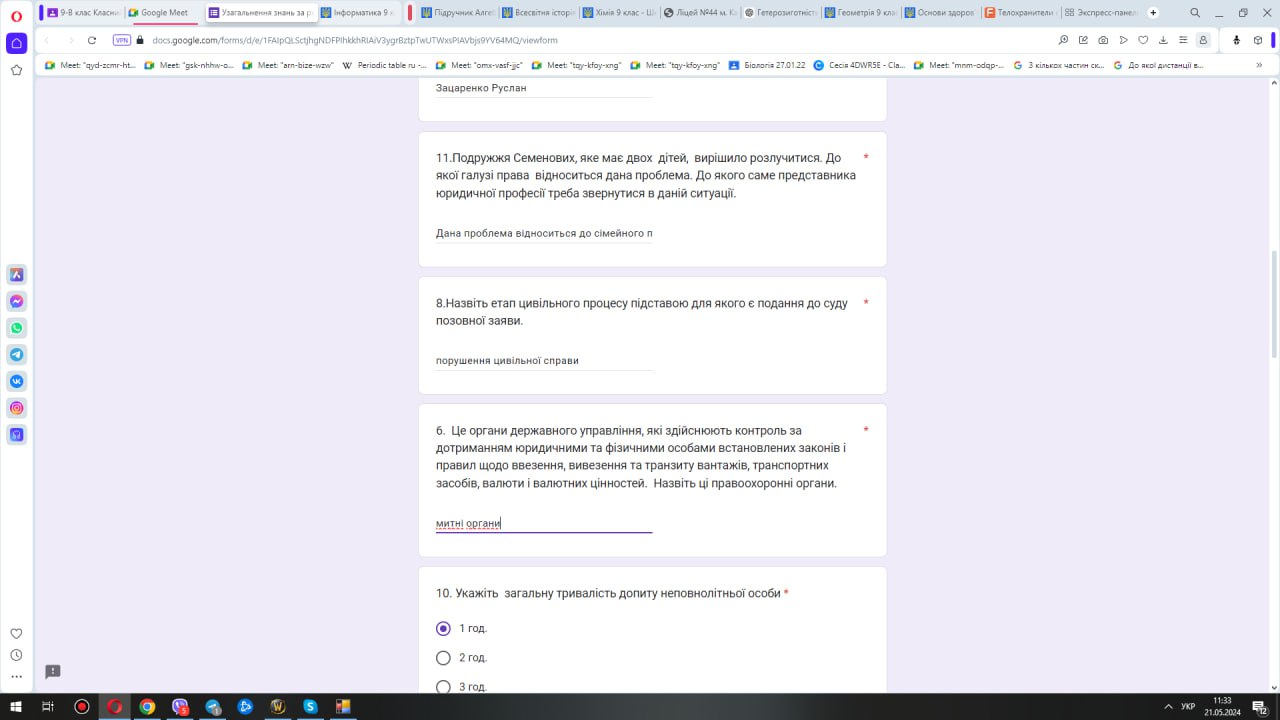 9-В клас Класн
Google Meet
Узагальнення знань за р
Інформатика 9 к
Підручник Англ
Всесвітня істор
Хімія 9 клас
Ліцей №44 м.
Гетерозиготніст
Геометрія 9 клас
Основи здоров
Телохранители -
Экспресс-панел
VPN
docs.google.com/forms/d/e/1FAIpQLSctjhgNDFPIhkkhRIAiV3ygrBztpTwUTWxsPIAVbjs9YV64MQ/viewform
Meet: "qyd-zcmr-ht...
Meet: "gsk-nhhw-o...
Meet: "arn-bize-wzw"
Periodic table ru -...
Meet: "omx-vasf-jjc"
Meet: "tqy-kfoy-xng"
Meet: "tqy-kfoy-xng"
Біологія 27.01.22
Сесія 4DWR5E - Cla...
Meet: "mnm-odqp-...
З кількох частин ск...
До якої дистанції в...
»
Зацаренко Руслан
11.Подружжя Семенових, яке має двох дітей, вирішило розлучитися. До *
якої галузі права відноситься дана проблема. До якого саме представника
юридичної професії треба звернутися в даній ситуації.
Дана проблема відноситься до сімейного п
8.Назвіть етап цивільного процесу підставою для якого є подання до суду *
позовної заяви.
порушення цивільної справи
6. Це органи державного управління, які здійснюють контроль за *
дотриманням юридичними та фізичними особами встановлених законів і
правил щодо ввезення, вивезення та транзиту вантажів, транспортних
засобів, валюти і валютних цінностей. Назвіть ці правоохоронні органи.
митні органи
10. Укажіть загальну тривалість допиту неповнолітньої особи *
1 год.
2 год.
3 год.
УКР
11:33
21.05.2024
12